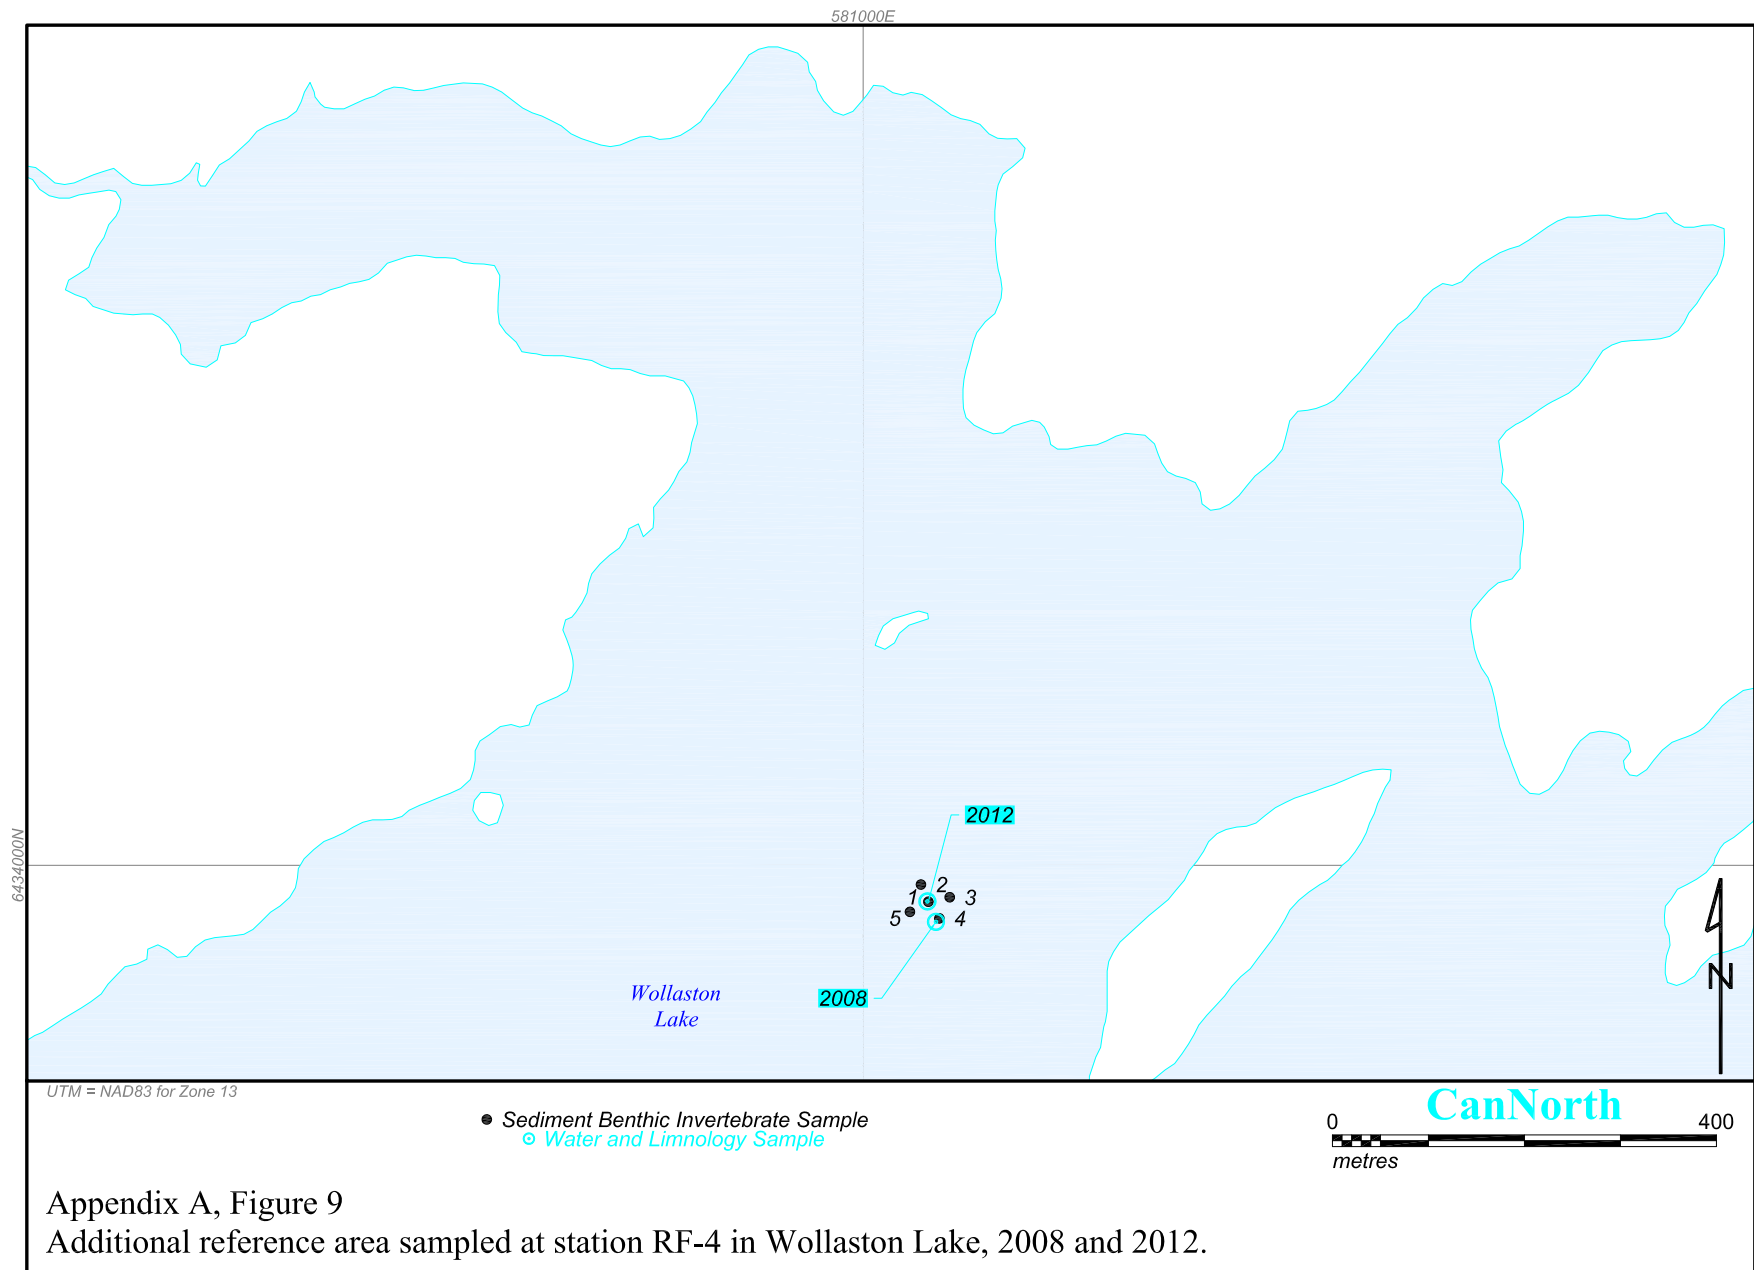 581000E
6434000N
2012
1
2
3
4
5
2008
Wollaston
Lake
N
UTM = NAD83 for Zone 13
Sediment Benthic Invertebrate Sample
Water and Limnology Sample
CanNorth
0 400
metres
Appendix A, Figure 9
Additional reference area sampled at station RF-4 in Wollaston Lake, 2008 and 2012.